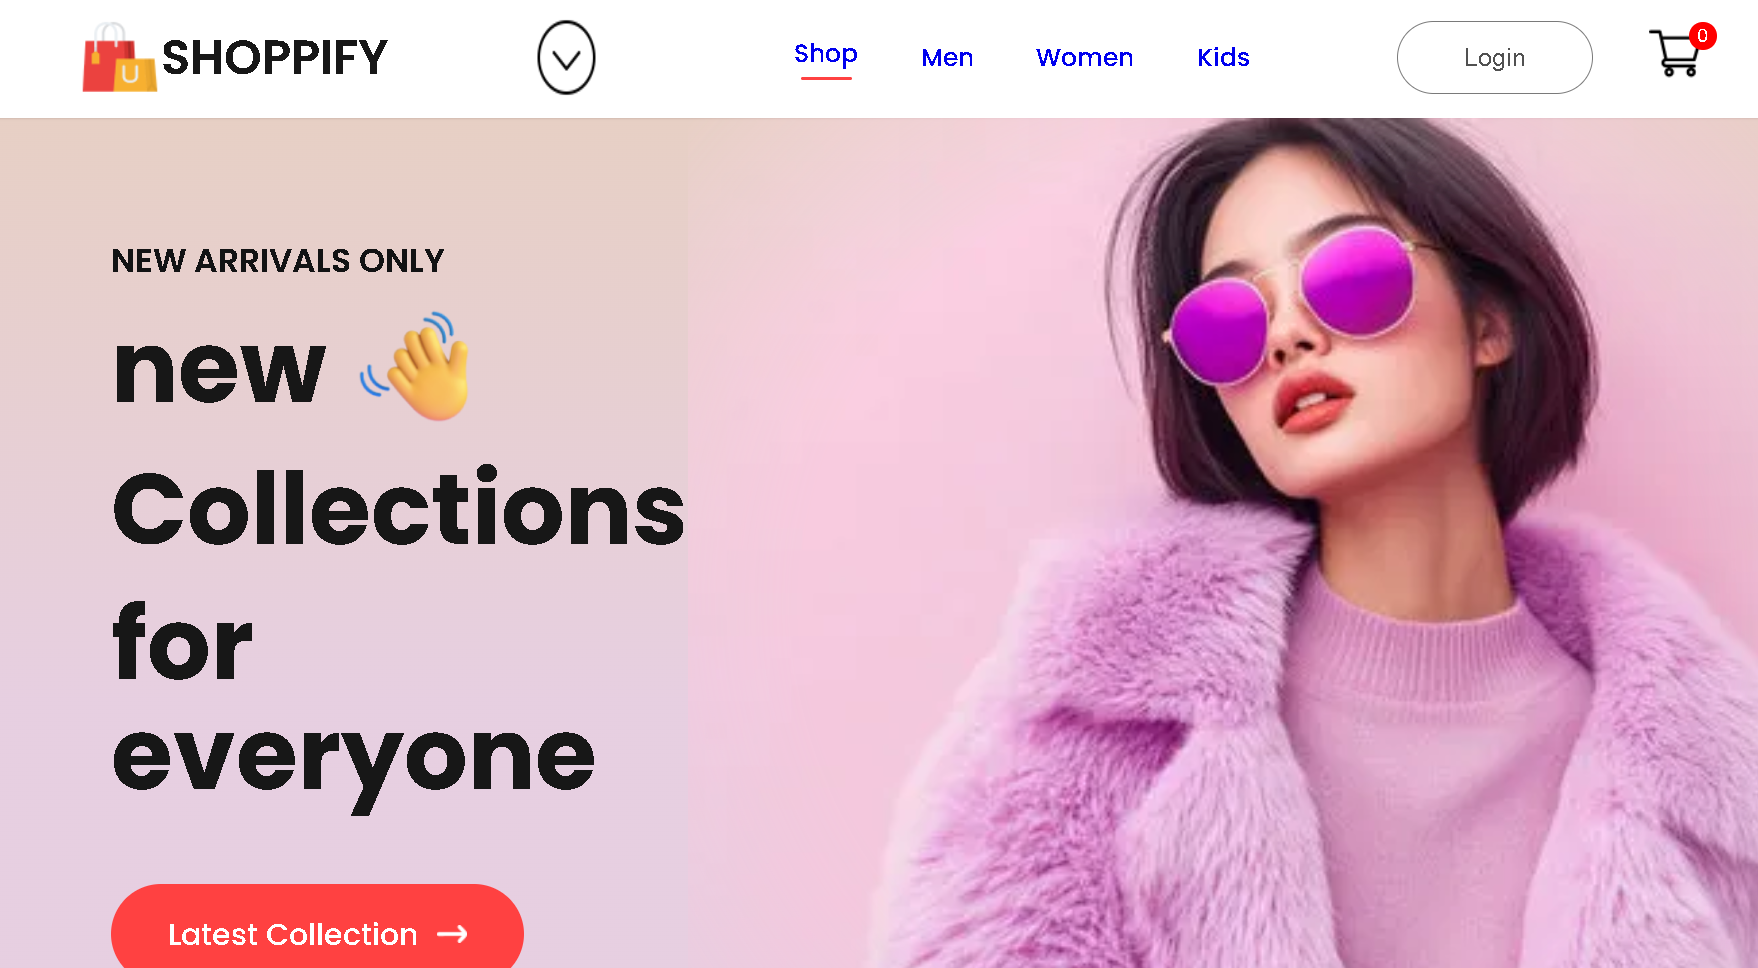 SHOPPIFY
Shop
Men
Women
Kids
Login
0
NEW ARRIVALS ONLY
new
Collections
for
everyone
Latest Collection →
U